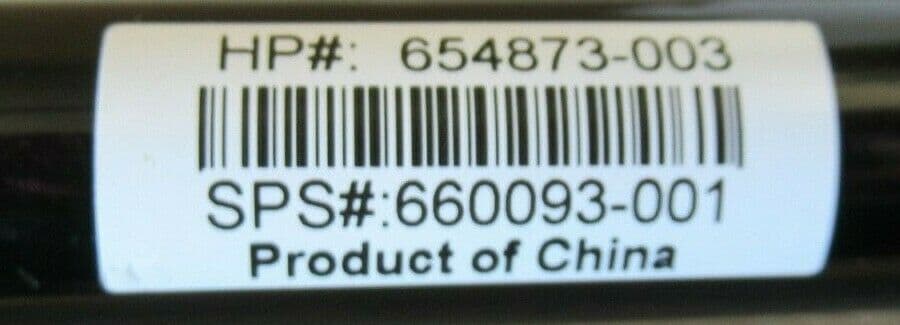 HP#: 654873-003
SPS#:660093-001
Product of China